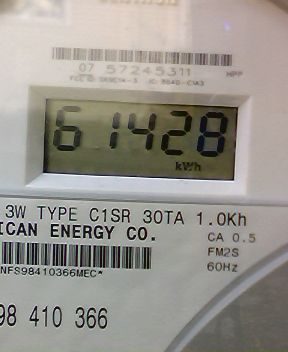 07 57245311 HPP
61428
kWh
3W TYPE C1SR 30TA 1.0Kh
ICAN ENERGY CO.
CA 0.5
FM2S
60Hz
NFS98410366MEC*
98 410 366